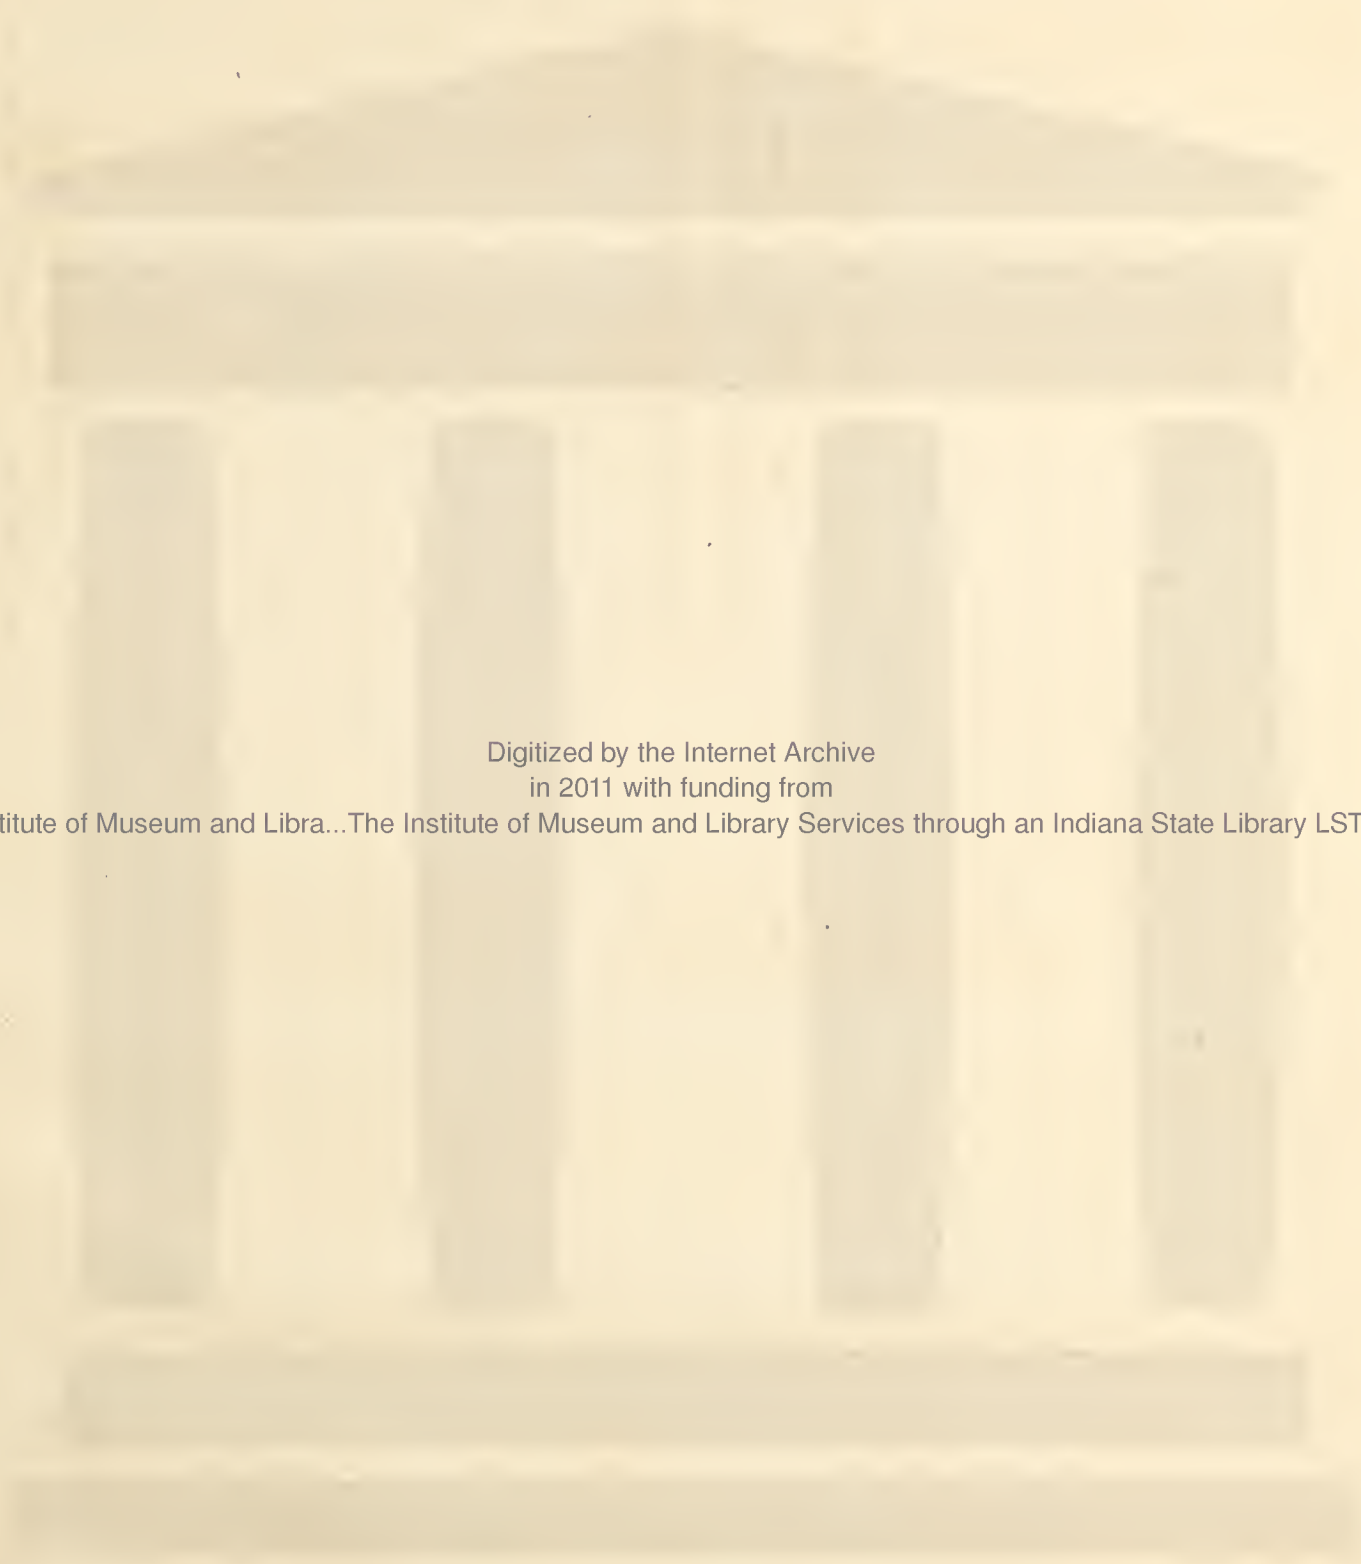 Digitized by the Internet Archive
in 2011 with funding from
titute of Museum and Libra...The Institute of Museum and Library Services through an Indiana State Library LST